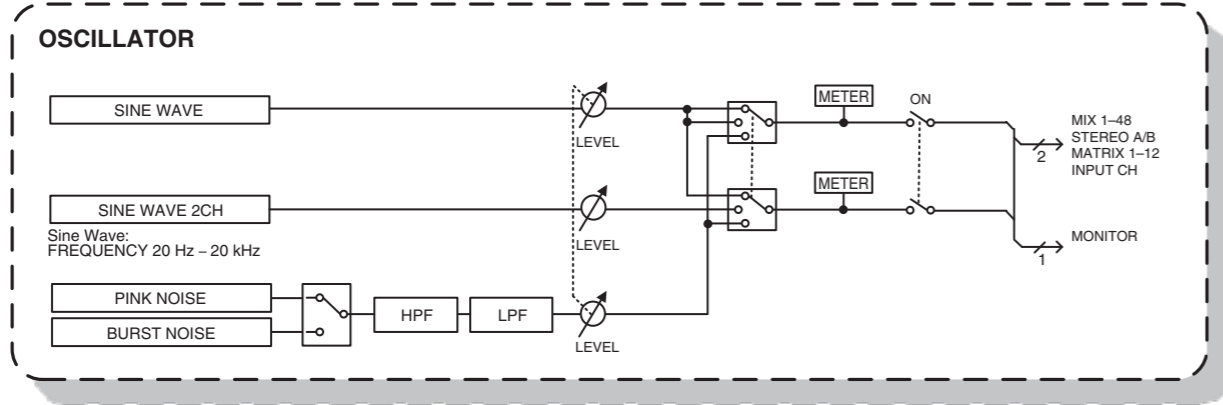 OSCILLATOR
SINE WAVE
LEVEL
METER
ON
MIX 1–48
STEREO A/B
MATRIX 1–12
INPUT CH
2
SINE WAVE 2CH
LEVEL
METER
Sine Wave:
FREQUENCY 20 Hz – 20 kHz
MONITOR
1
PINK NOISE
BURST NOISE
HPF
LPF
LEVEL